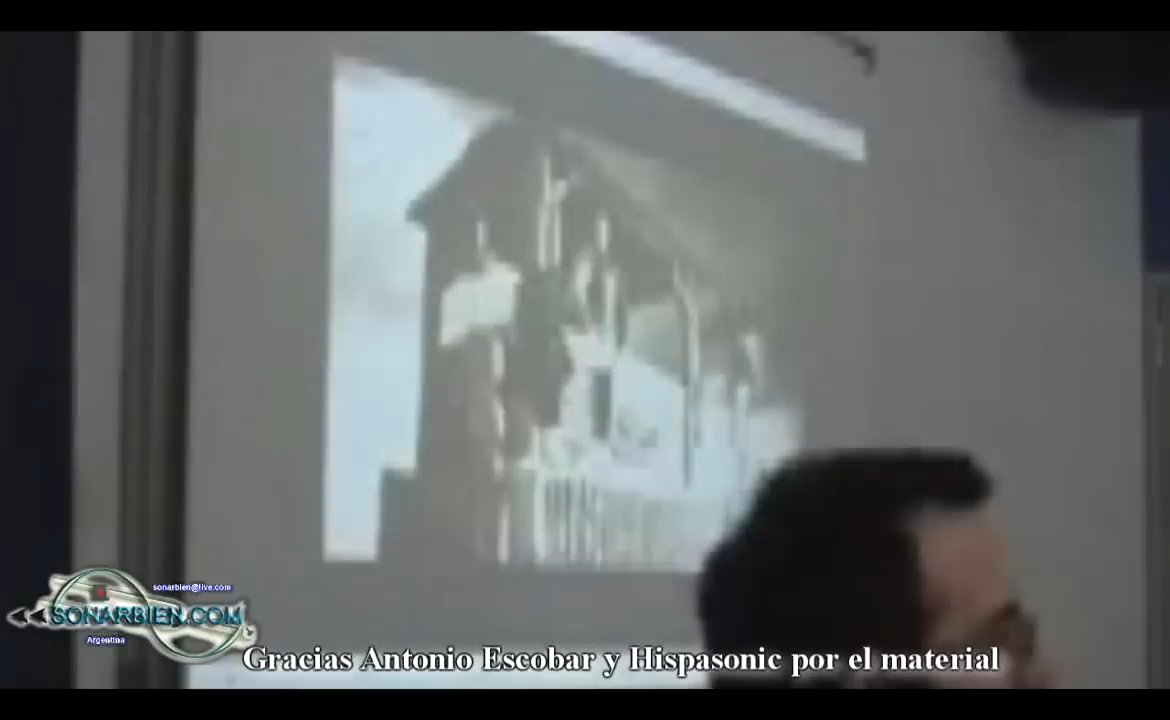 sonarbien@live.com
SONARBIEN.COM
Argentina
Gracias Antonio Escobar y Hispasonic por el material